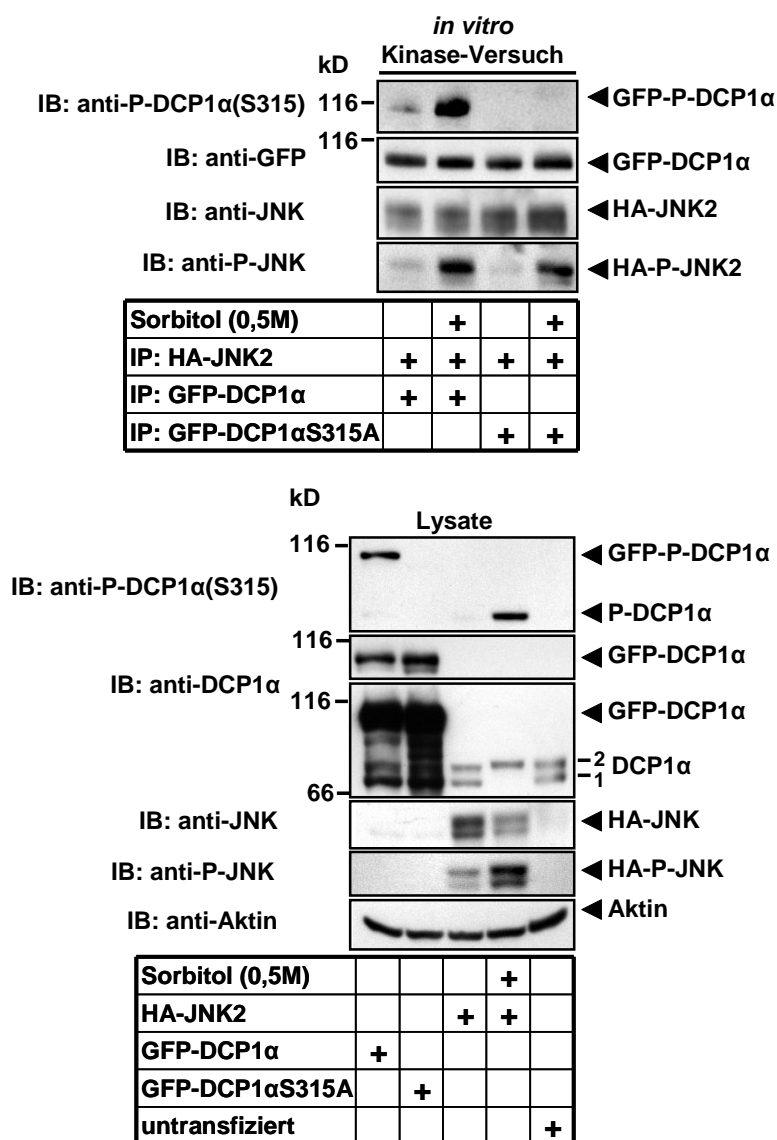 in vitro
Kinase-Versuch
kD
IB: anti-P-DCP1α(S315) 116 GFP-P-DCP1α
116
IB: anti-GFP GFP-DCP1α
IB: anti-JNK HA-JNK2
IB: anti-P-JNK HA-P-JNK2
Sorbitol (0,5M) + +
IP: HA-JNK2 + + + +
IP: GFP-DCP1α + +
IP: GFP-DCP1αS315A + +
kD
Lysate
116 GFP-P-DCP1α
IB: anti-P-DCP1α(S315)
P-DCP1α
116
GFP-DCP1α
IB: anti-DCP1α
116 GFP-DCP1α
2 DCP1α
1
66
IB: anti-JNK HA-JNK
IB: anti-P-JNK HA-P-JNK
IB: anti-Aktin Aktin
Sorbitol (0,5M) +
HA-JNK2 + +
GFP-DCP1α +
GFP-DCP1αS315A +
untransfiziert +